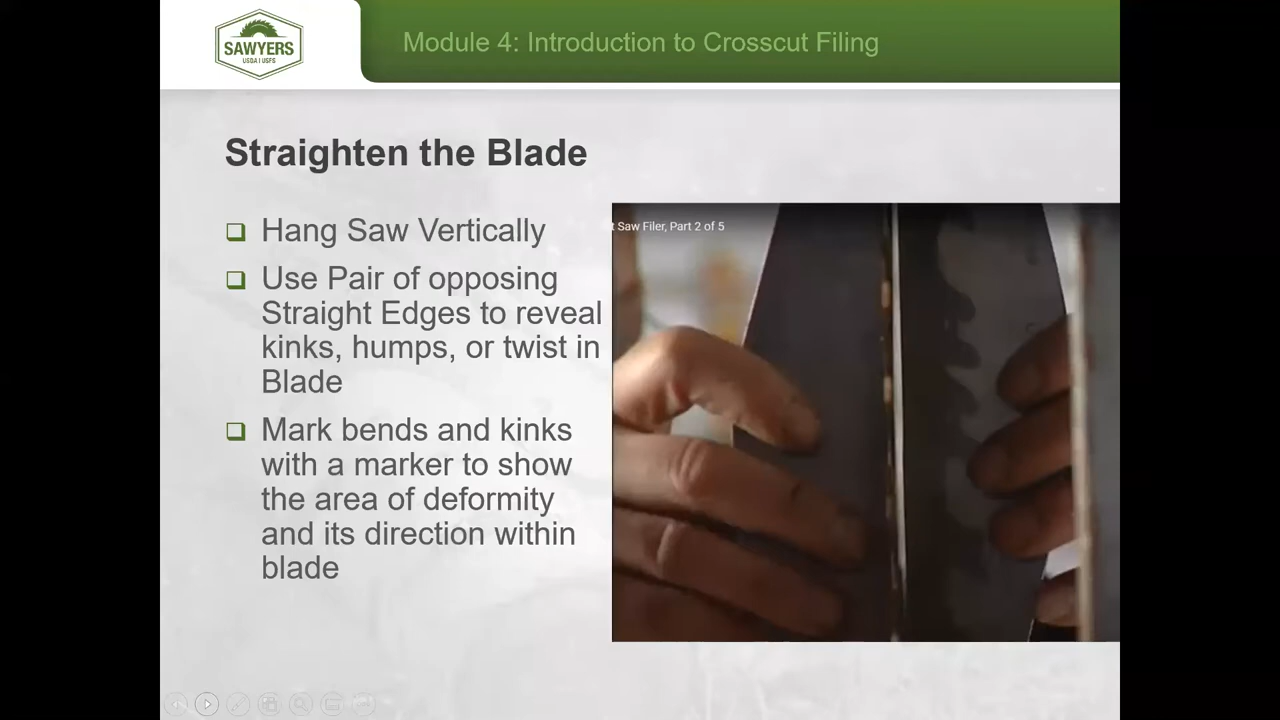 SAWYERS
USDA | USFS
Module 4: Introduction to Crosscut Filing
Straighten the Blade
Hang Saw Vertically
Use Pair of opposing
Straight Edges to reveal
kinks, humps, or twist in
Blade
Mark bends and kinks
with a marker to show
the area of deformity
and its direction within
blade
t Saw Filer, Part 2 of 5